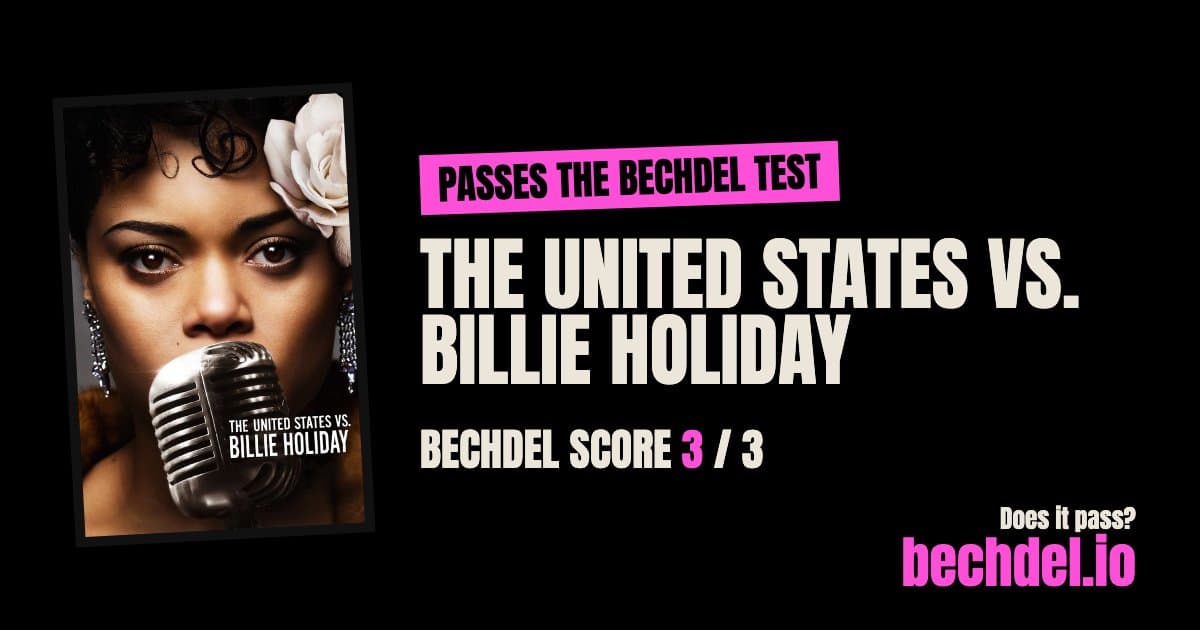 THE UNITED STATES VS.
BILLIE HOLIDAY
PASSES THE BECHDEL TEST
THE UNITED STATES VS.
BILLIE HOLIDAY
BECHDEL SCORE 3 / 3
Does it pass?
bechdel.io